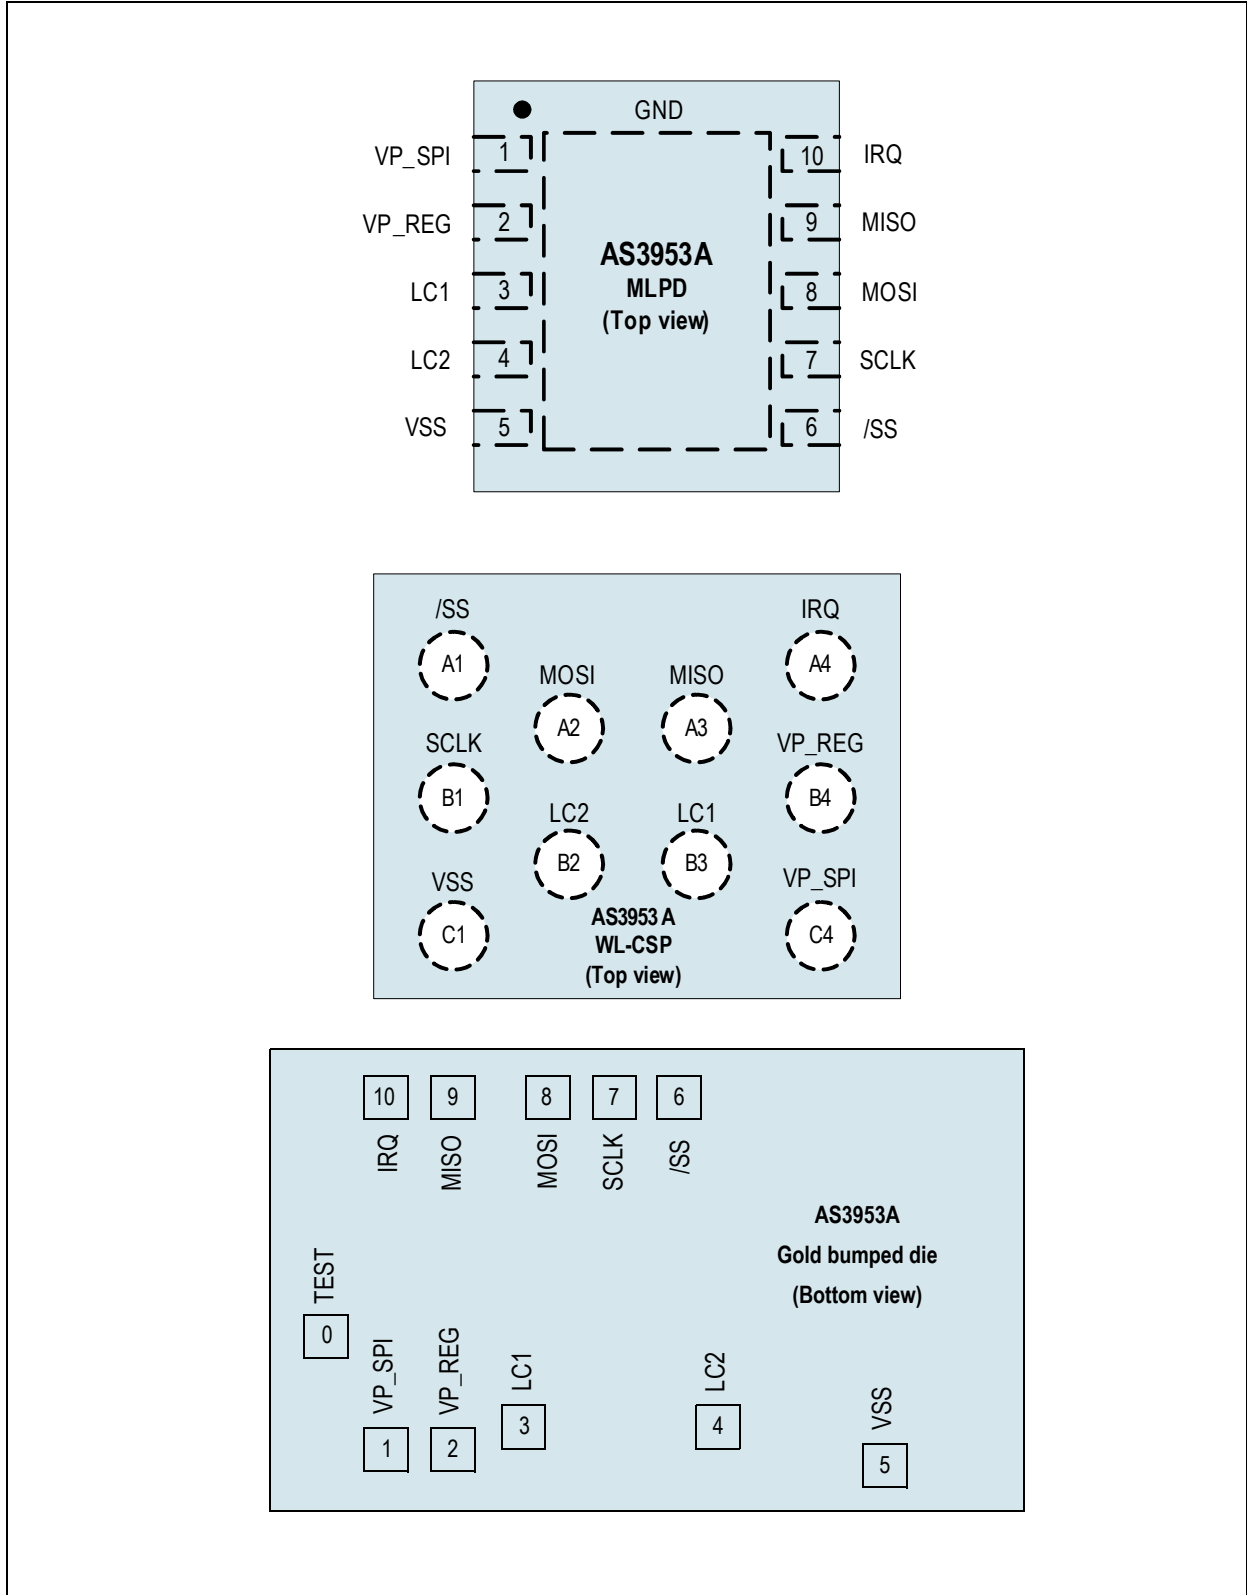 GND
VP_SPI 1 10 IRQ
VP_REG 2 9 MISO
AS3953A
MLPD
(Top view)
LC1 3 8 MOSI
LC2 4 7 SCLK
VSS 5 6 /SS
/SS IRQ
A1 A4
MOSI MISO
A2 A3
SCLK VP_REG
B1 B4
LC2 LC1
B2 B3
VSS VP_SPI
C1 C4
AS3953 A
WL-CSP
(Top view)
10 9 8 7 6
IRQ MISO MOSI SCLK /SS
AS3953A
Gold bumped die
(Bottom view)
TEST
0
VP_SPI VP_REG LC1 LC2 VSS
1 2 3 4 5